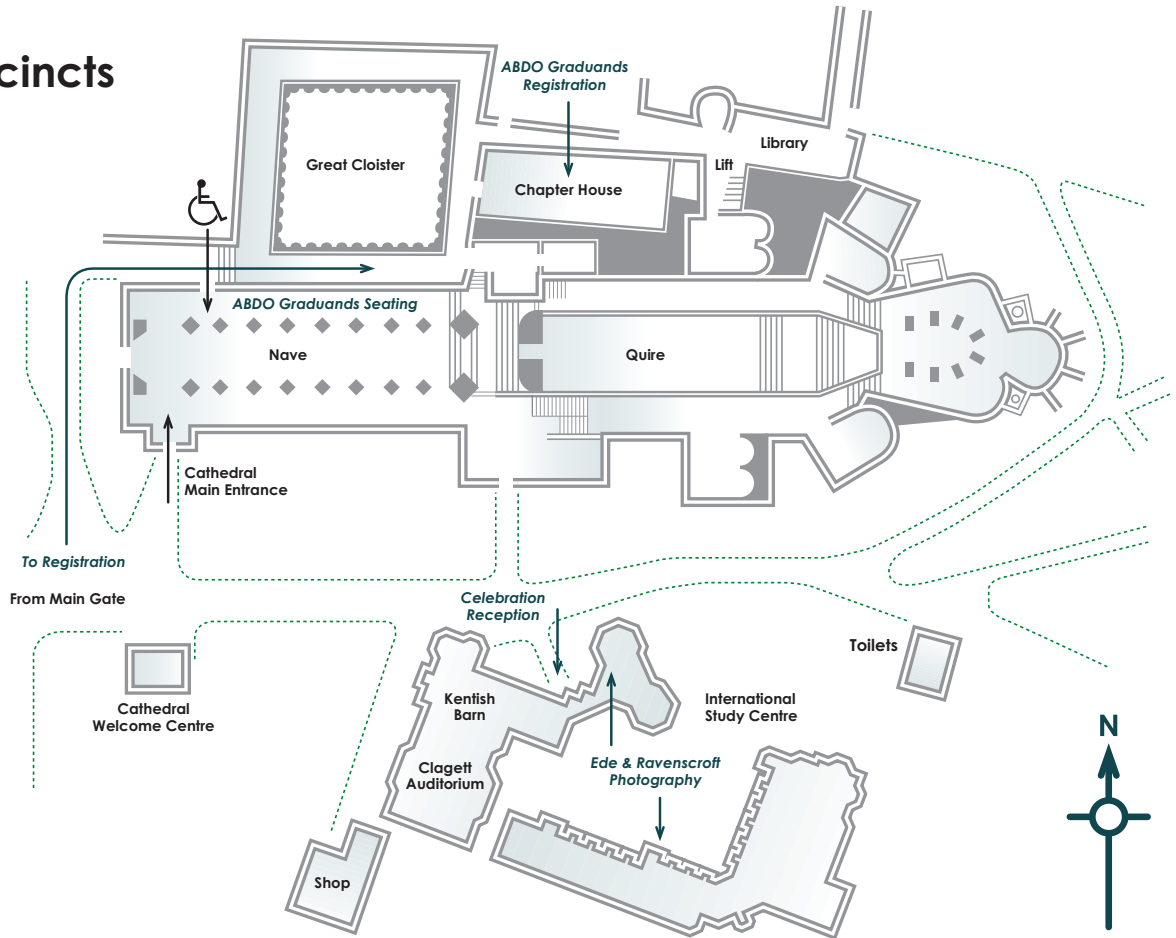 cincts
ABDO Graduands
Registration
Library
Lift
Great Cloister
Chapter House
ABDO Graduands Seating
Nave
Quire
Cathedral
Main Entrance
To Registration
From Main Gate
Celebration
Reception
Toilets
Kentish
Barn
International
Study Centre
Cathedral
Welcome Centre
N
Ede & Ravenscroft
Photography
Clagett
Auditorium
Shop